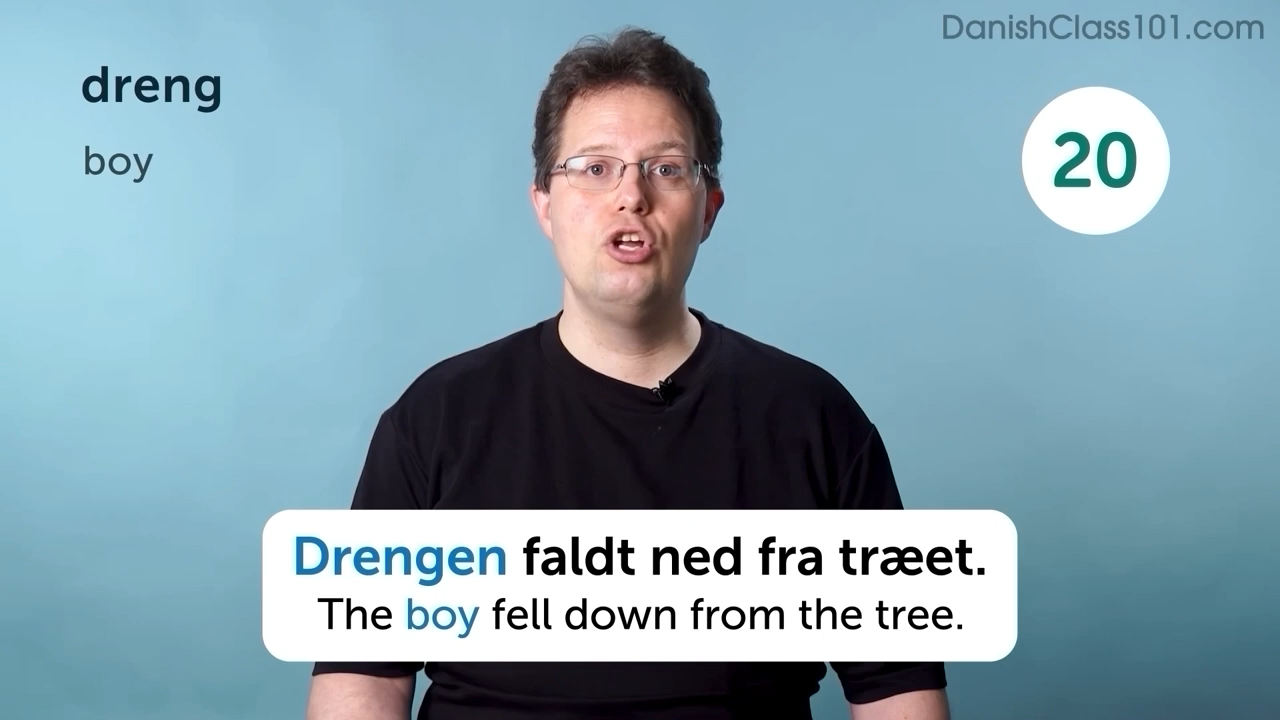 DanishClass101.com
dreng
boy
20
Drengen faldt ned fra træet.
The boy fell down from the tree.